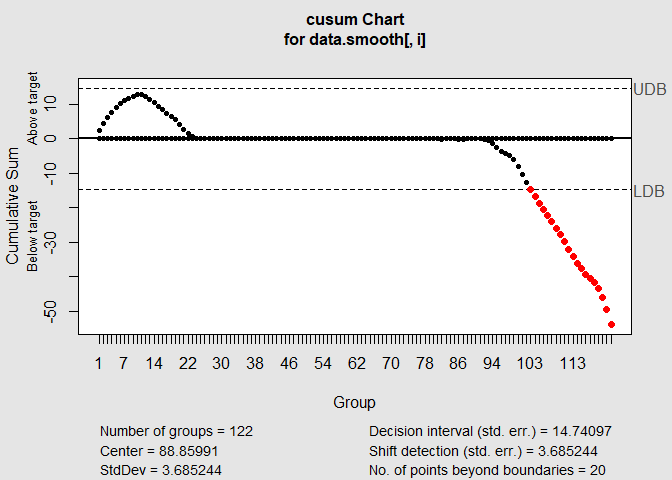 cusum Chart
for data.smooth[, i]
Cumulative Sum
Above target
Below target
10
0
-10
-30
-50
UDB
LDB
1 7 14 22 30 38 46 54 62 70 78 86 94 103 113
Group
Number of groups = 122
Center = 88.85991
StdDev = 3.685244
Decision interval (std. err.) = 14.74097
Shift detection (std. err.) = 3.685244
No. of points beyond boundaries = 20